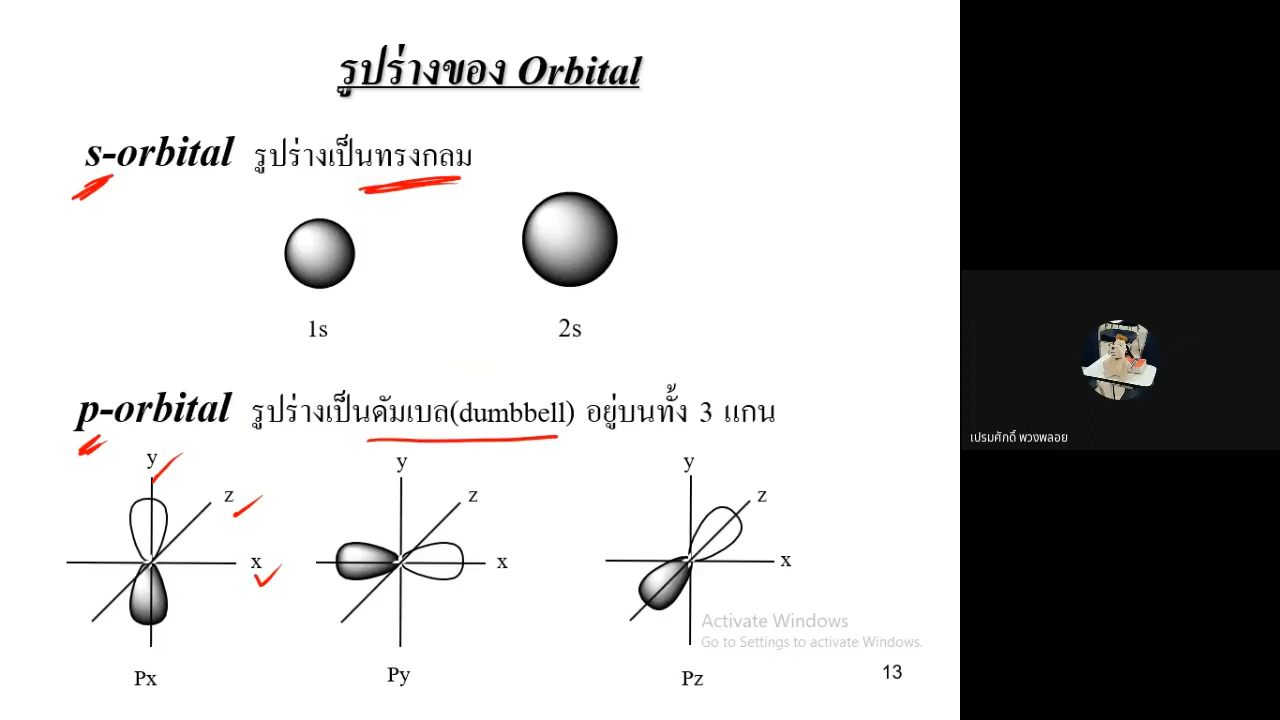 รูปร่างของ Orbital
s-orbital รูปร่างเป็นทรงกลม
1s 2s
p-orbital รูปร่างเป็นดัมเบล(dumbbell) อยู่บนทั้ง 3 แกน
y y y
z z z
x x x
Px Py Pz
Activate Windows
Go to Settings to activate Windows.
13
เปรมศักดิ์ พวงพลอย